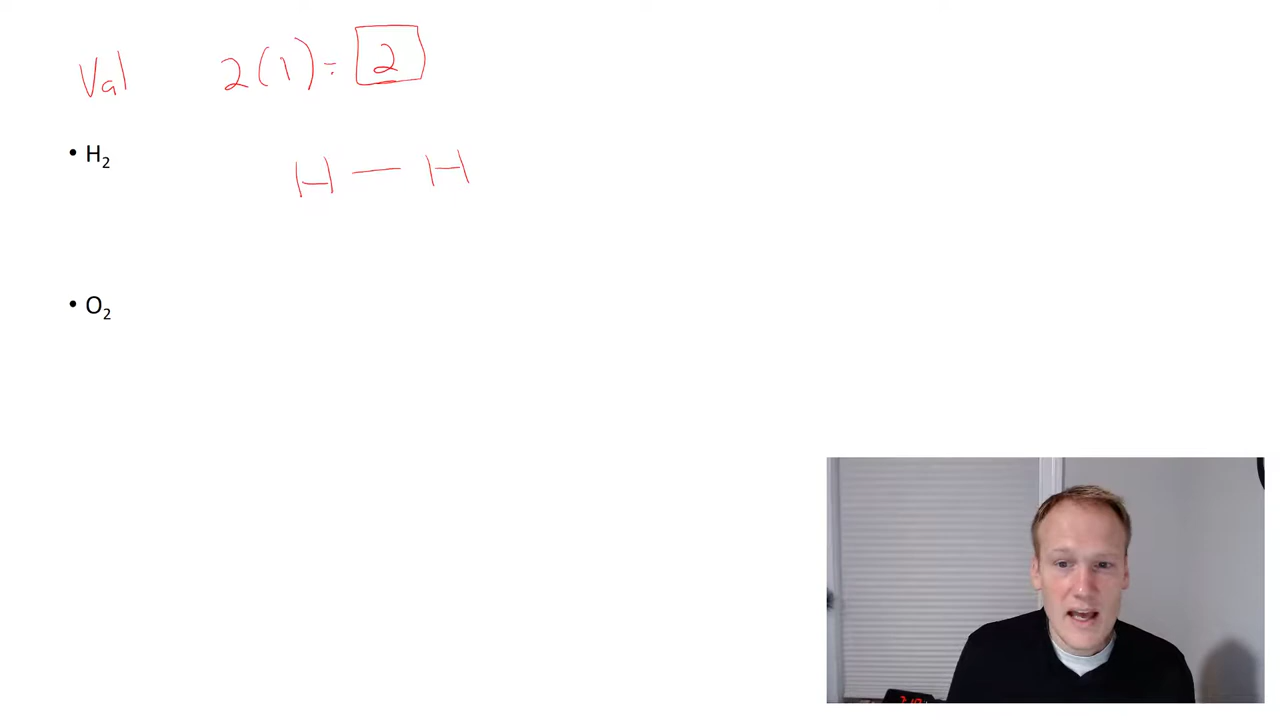 Val 2(1) = 2
• H₂
H — H
• O₂